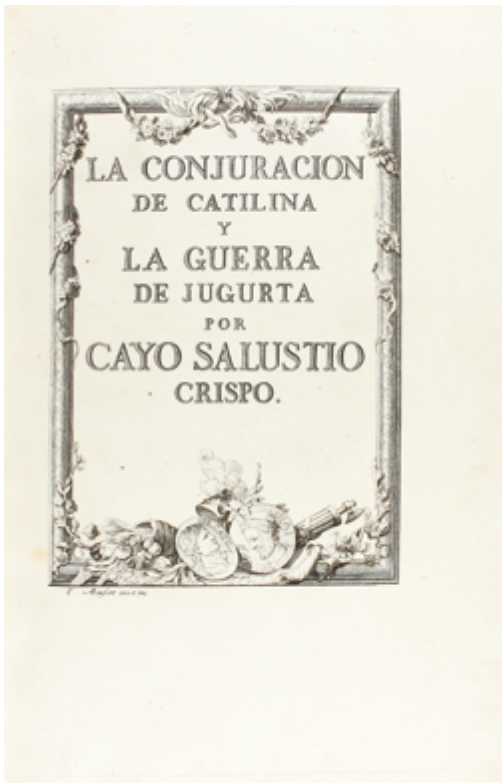 LA CONJURACION
DE CATILINA
Y
LA GUERRA
DE JUGURTA
POR
CAYO SALUSTIO
CRISPO.